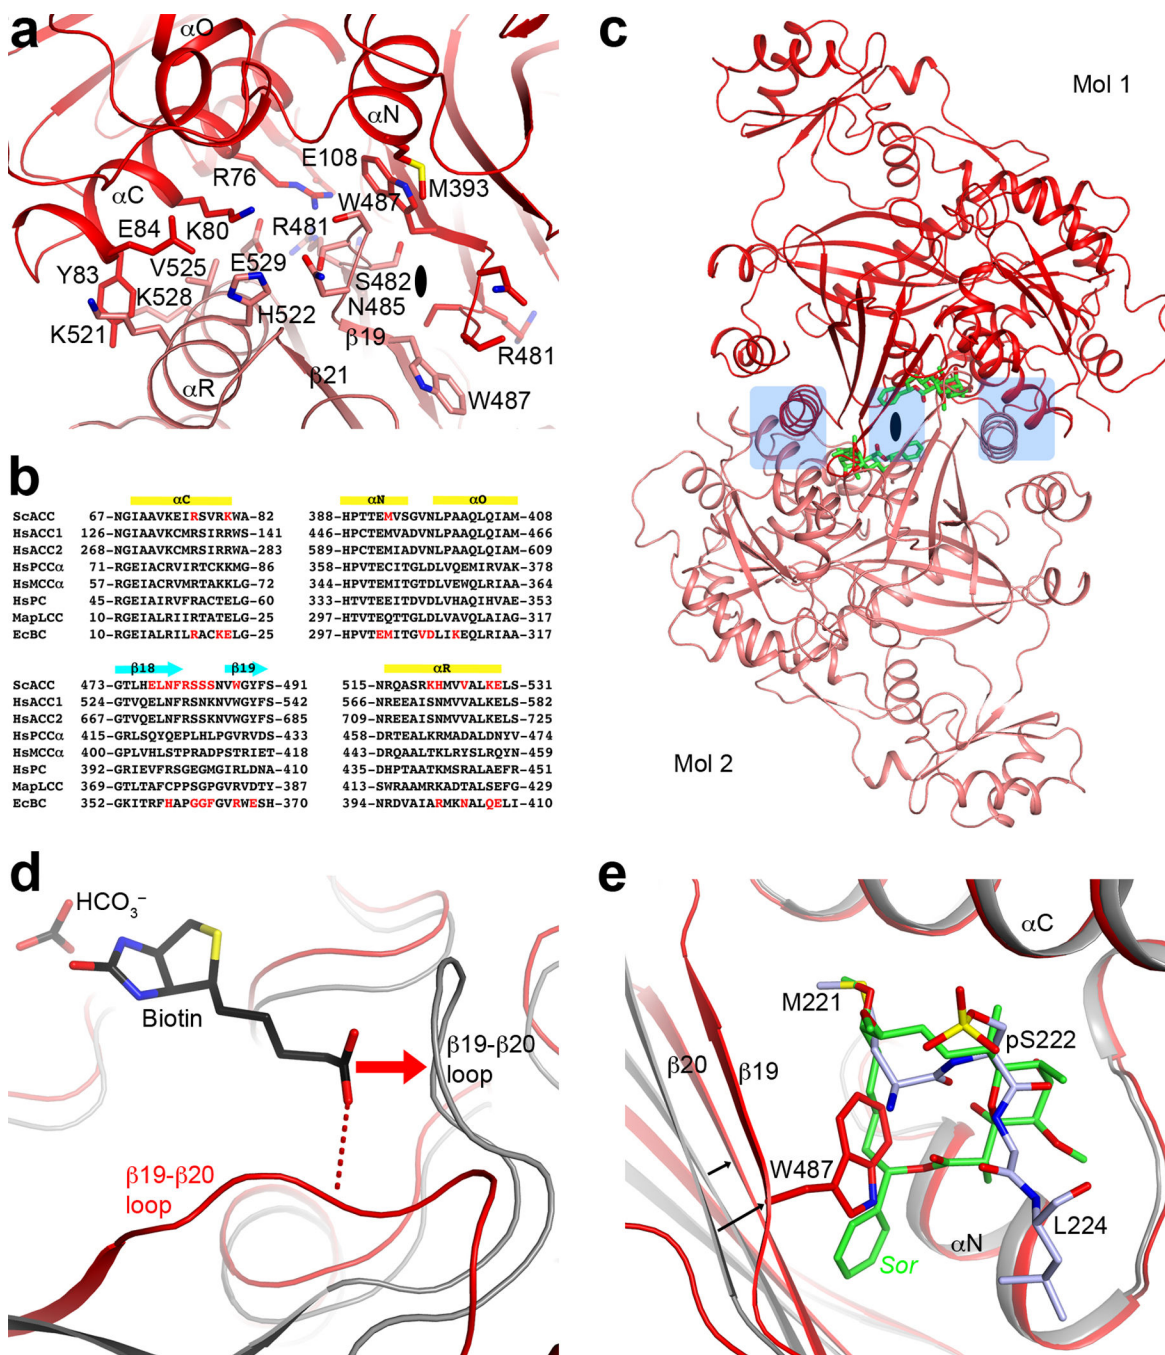 a
αO
αN
E108
R76
M393
αC
W487
E84
K80
R481
Y83
V525
E529
S482
K528
N485
H522
K521
β19
R481
αR
β21
W487
b
αC αN αO
ScACC 67-NGIAAVKEIRSVRKWA-82 388-HPTTEMVSGVNLPAAQLQIAM-408
HsACC1 126-NGIAAVKCMRSIRRWS-141 446-HPCTEMVADVNLPAAQLQIAM-466
HsACC2 268-NGIAAVKCMRSIRRWA-283 589-HPCTEMIADVNLPAAQLQIAM-609
HsPCCα 71-RGEIACRVIRTCKKMG-86 358-HPVTECITGLDLVQEMIRVAK-378
HsMCCα 57-RGEIACRVMRTAKKLG-72 344-HPVTEMITGTDLVEWQLRIAA-364
HsPC 45-RGEIAIRVFRACTELG-60 333-HTVTEEITDVDLVHAQIHVAE-353
MapLCC 10-RGEIALRIIRTATELG-25 297-HPVTEQTTGLDLVAVQLAIAG-317
EcBC 10-RGEIALRILRACKELG-25 297-HPVTEMITGVDLIKEQLRIAA-317
β18 β19 αR
ScACC 473-GTLHELNFRSSSNVWGYFS-491 515-NRQASRKHMVVALKELS-531
HsACC1 524-GTVQELNFRSNKNVWGYFS-542 566-NREEAISNMVVALKELS-582
HsACC2 667-GTVQELNFRSSKNVWGYFS-685 709-NREEAISNMVVALKELS-725
HsPCCα 415-GRLSQYQEPLHLPGVRVDS-433 458-DRTEALKRMADALDNYV-474
HsMCCα 400-GPLVHLSTPRADPSTRIET-418 443-DRQAALTKLRYSLRQYN-459
HsPC 392-GRIEVFRSGEGMGIRLDNA-410 435-DHPTAATKMSRALAEFR-451
MapLCC 369-GTLTAFCPPSGPGVRVDTY-387 413-SWRAAMRKADTALSEFG-429
EcBC 352-GKITRFHAPGGFGVRWESH-370 394-NRDVAIARMKNALQELI-410
c
Mol 1
Mol 2
d
HCO₃⁻
Biotin
β19-β20
loop
β19-β20
loop
e
αC
M221
pS222
β20
β19
W487
αN
L224
Sor